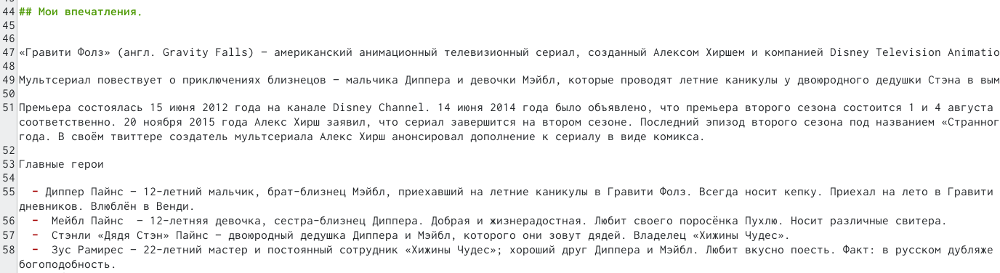 44 ## Мои впечатления.
45
46
47 «Гравити Фолз» (англ. Gravity Falls) – американский анимационный телевизионный сериал, созданный Алексом Хиршем и компанией Disney Television Animatio
48
49 Мультсериал повествует о приключениях близнецов – мальчика Диппера и девочки Мэйбл, которые проводят летние каникулы у двоюродного дедушки Стэна в вым
50
51 Премьера состоялась 15 июня 2012 года на канале Disney Channel. 14 июня 2014 года было объявлено, что премьера второго сезона состоится 1 и 4 августа
соответственно. 20 ноября 2015 года Алекс Хирш заявил, что сериал завершится на втором сезоне. Последний эпизод второго сезона под названием «Странног
года. В своём твиттере создатель мультсериала Алекс Хирш анонсировал дополнение к сериалу в виде комикса.
52
53 Главные герои
54
55 - Диппер Пайнс – 12-летний мальчик, брат-близнец Мэйбл, приехавший на летние каникулы в Гравити Фолз. Всегда носит кепку. Приехал на лето в Гравити
дневников. Влюблён в Венди.
56 - Мейбл Пайнс – 12-летняя девочка, сестра-близнец Диппера. Добрая и жизнерадостная. Любит своего поросёнка Пухлю. Носит различные свитера.
57 - Стэнли «Дядя Стэн» Пайнс – двоюродный дедушка Диппера и Мэйбл, которого они зовут дядей. Владелец «Хижины Чудес».
58 - Зус Рамирес – 22-летний мастер и постоянный сотрудник «Хижины Чудес»; хороший друг Диппера и Мэйбл. Любит вкусно поесть. Факт: в русском дубляже
богоподобность.